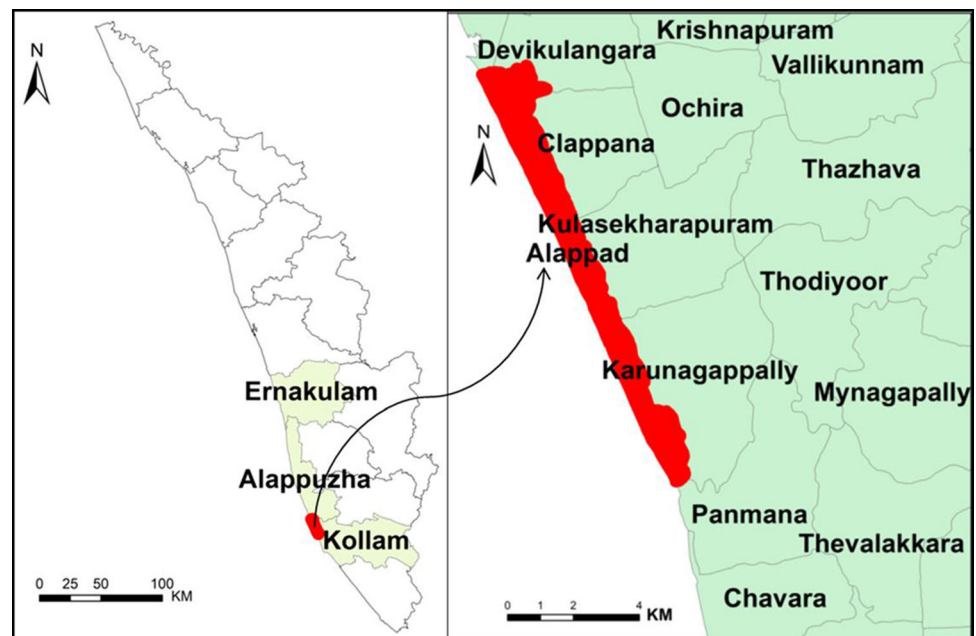 N
Ernakulam
Alappuzha
Kollam
0 25 50 100
KM
Krishnapuram
Devikulangara
Vallikunnam
Ochira
N
Clappana
Thazhava
Kulasekharapuram
Alappad
Thodiyoor
Karunagappally
Mynagapally
Panmana
Thevalakkara
Chavara
0 1 2 4 KM